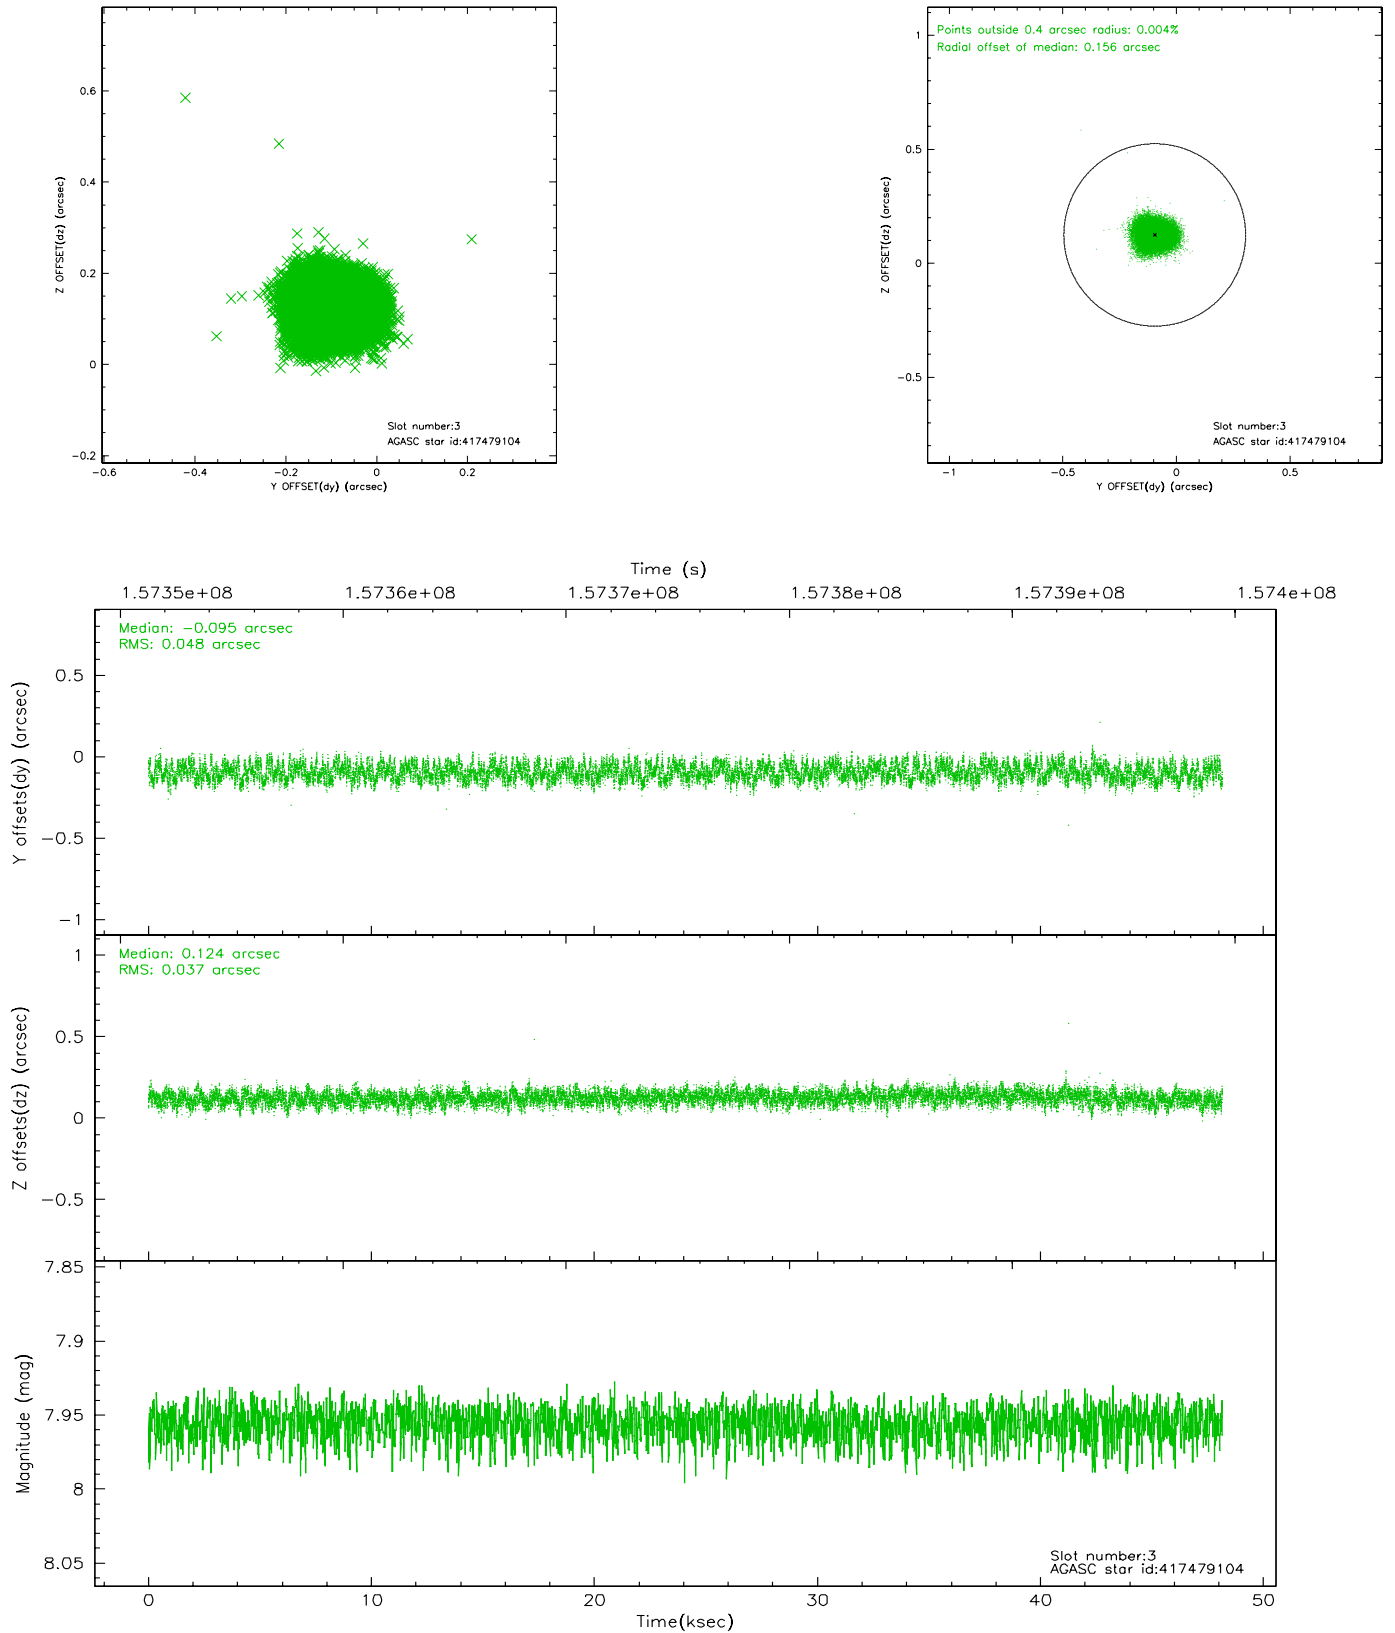 0.6
0.4
0.2
0
−0.2
−0.6
−0.4
−0.2
0
0.2
Z OFFSET(dz) (arcsec)
Y OFFSET(dy) (arcsec)
Slot number:3
AGASC star id:417479104
Points outside 0.4 arcsec radius: 0.004%
Radial offset of median: 0.156 arcsec
1
0.5
0
−0.5
−1
−0.5
0
0.5
Z OFFSET(dz) (arcsec)
Y OFFSET(dy) (arcsec)
Slot number:3
AGASC star id:417479104
Time (s)
1.5735e+08
1.5736e+08
1.5737e+08
1.5738e+08
1.5739e+08
1.574e+08
Median: −0.095 arcsec
RMS: 0.048 arcsec
0.5
0
−0.5
−1
Y offsets(dy) (arcsec)
Median: 0.124 arcsec
RMS: 0.037 arcsec
1
0.5
0
−0.5
Z offsets(dz) (arcsec)
7.85
7.9
7.95
8
8.05
Magnitude (mag)
Slot number:3
AGASC star id:417479104
0
10
20
30
40
50
Time(ksec)